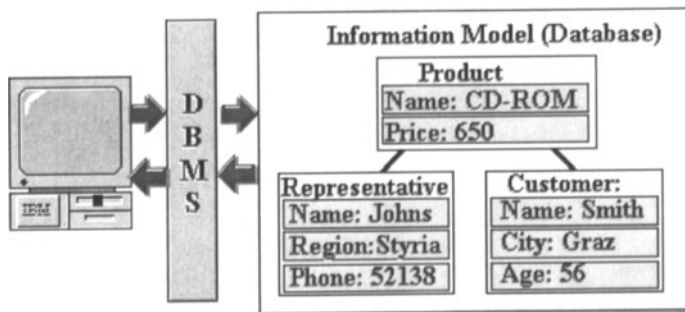 Information Model (Database)
Product
Name: CD-ROM
Price: 650
D
B
M
S
IBM
Representative
Name: Johns
Region:Styria
Phone: 52138
Customer:
Name: Smith
City: Graz
Age: 56